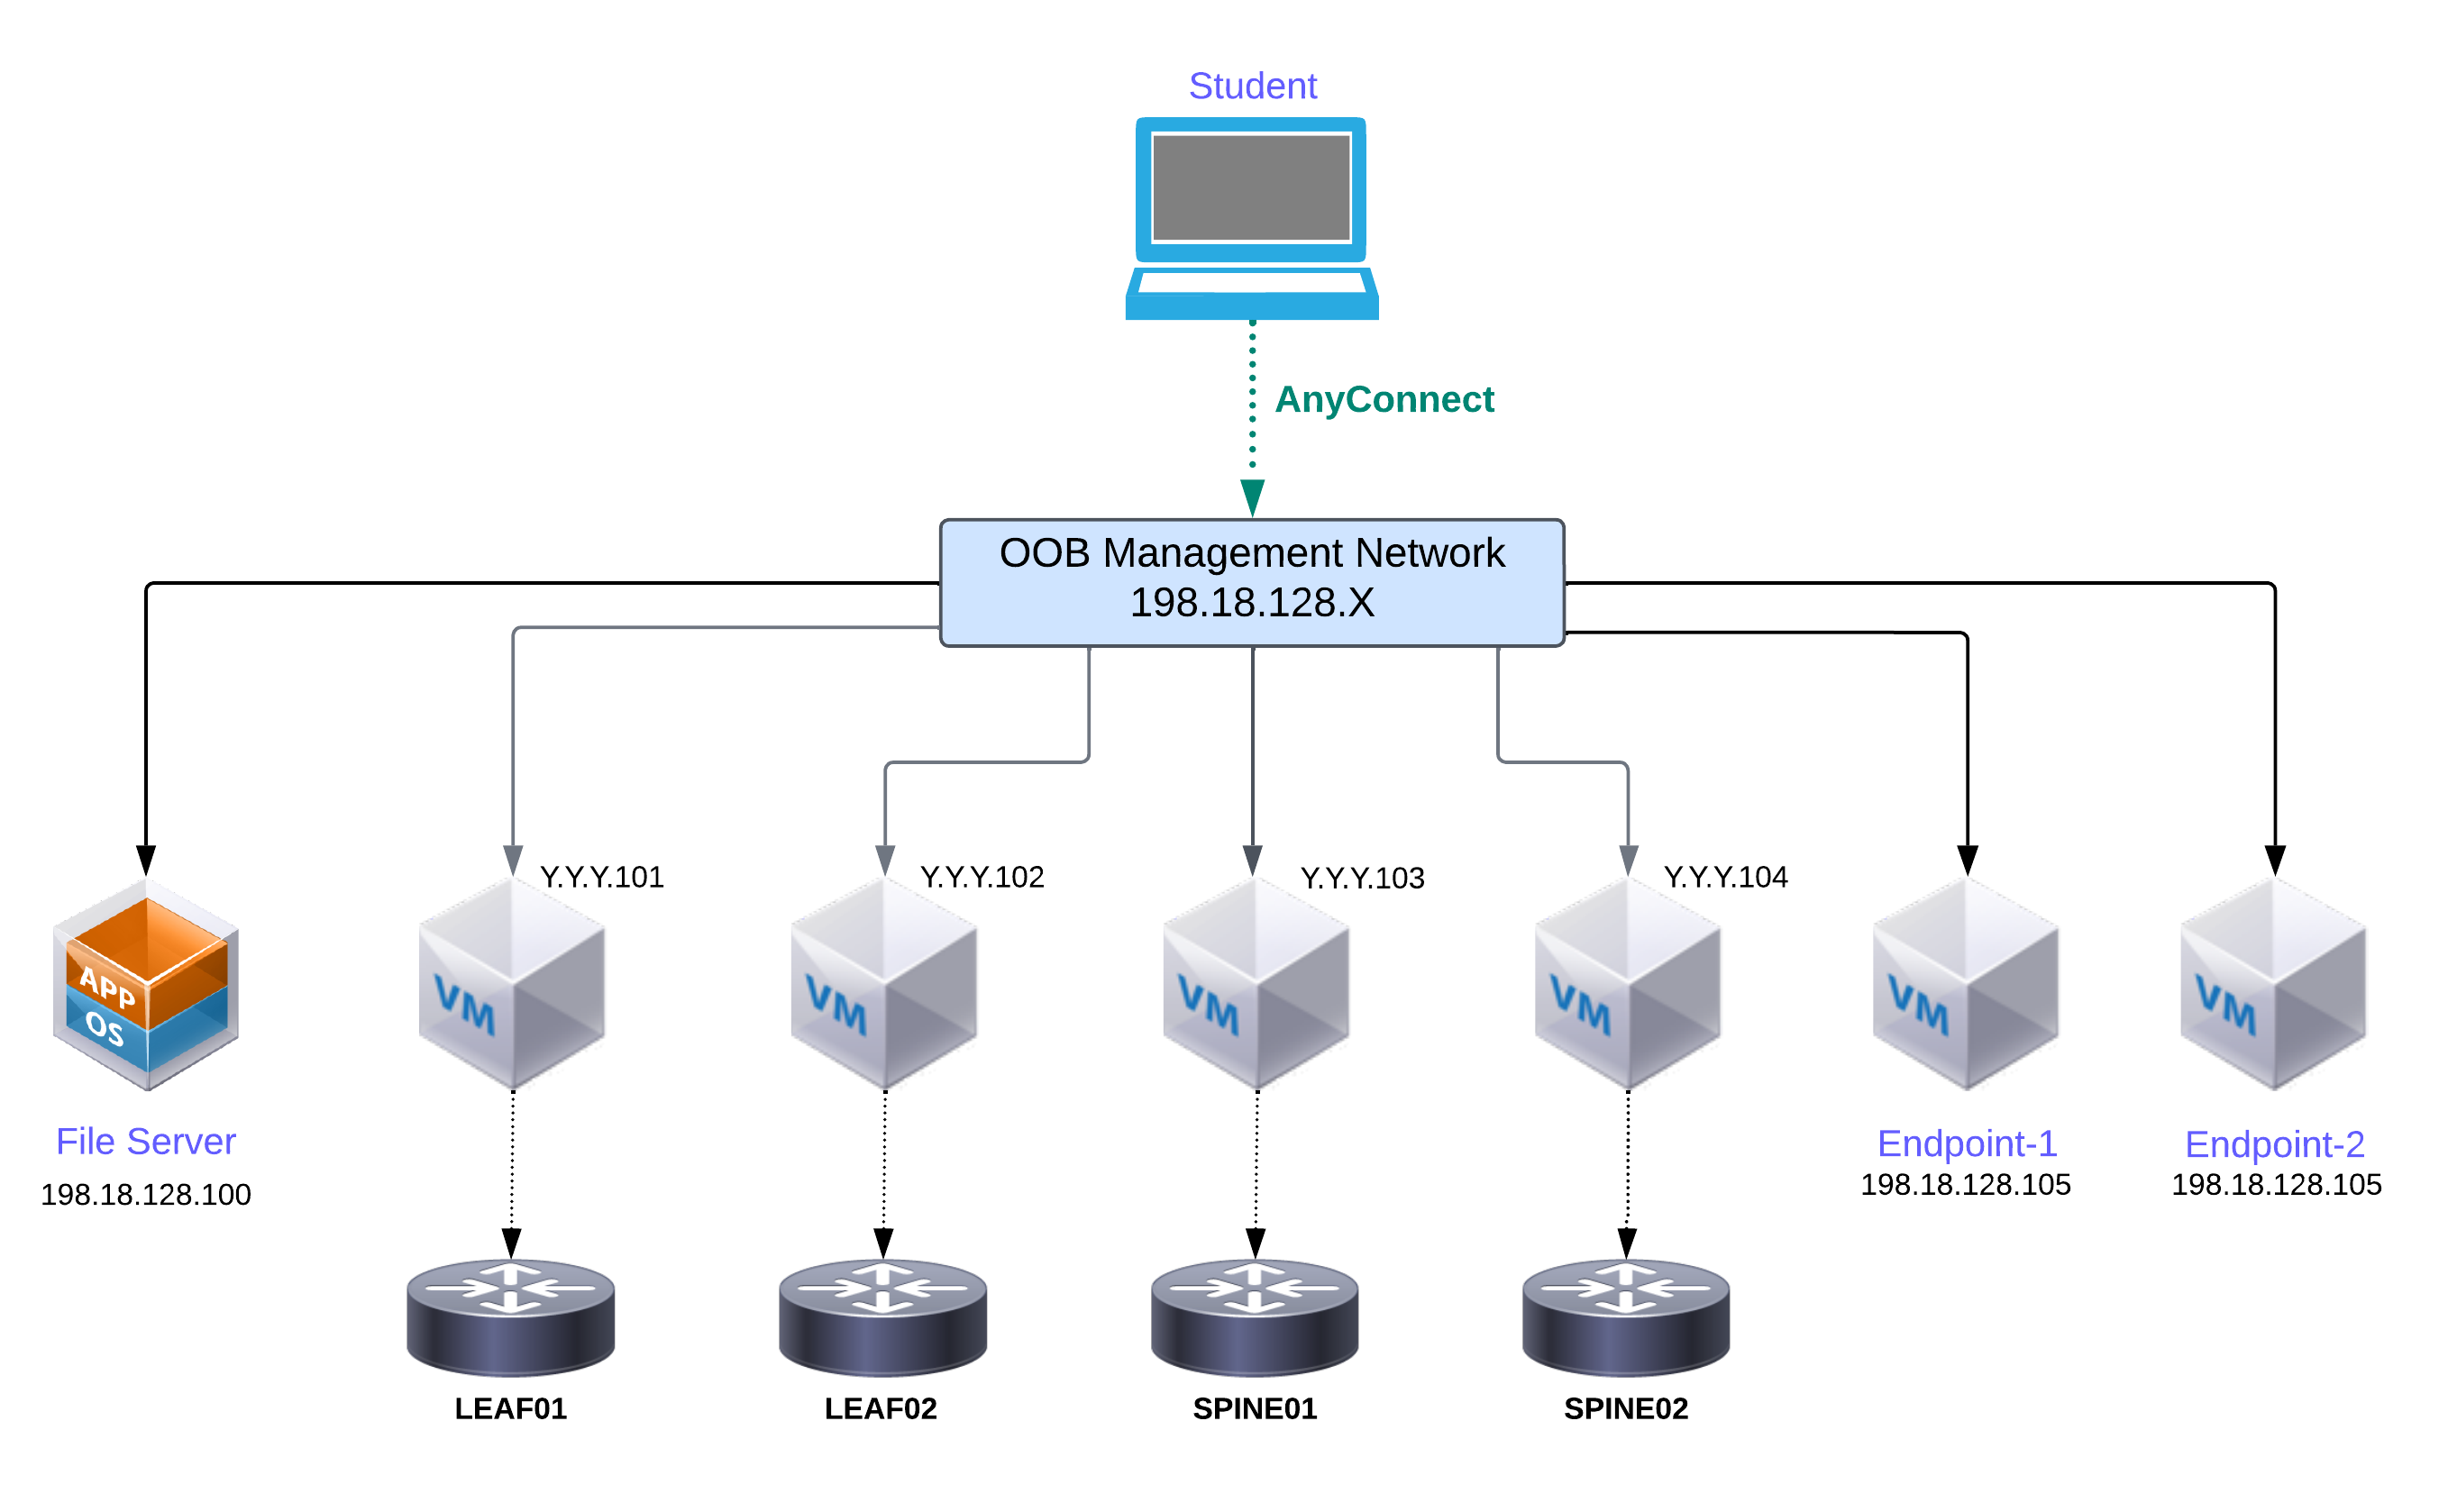 Student
AnyConnect
OOB Management Network
198.18.128.X
Y.Y.Y.101
Y.Y.Y.102
Y.Y.Y.103
Y.Y.Y.104
APP
OS
VM
VM
VM
VM
VM
VM
File Server
198.18.128.100
Endpoint-1
198.18.128.105
Endpoint-2
198.18.128.105
LEAF01
LEAF02
SPINE01
SPINE02